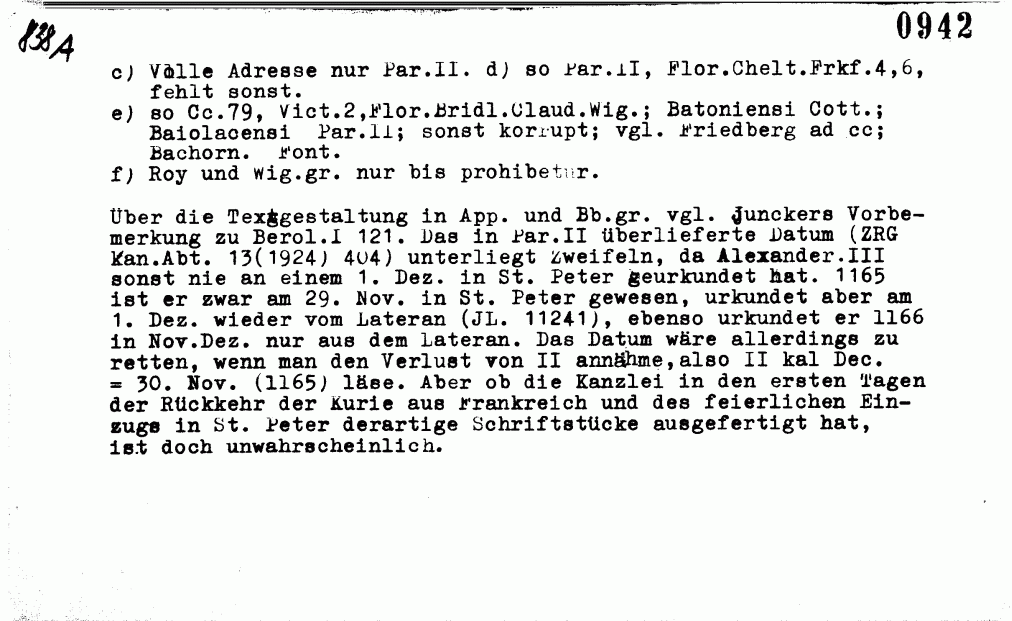 838A
0942
c) Volle Adresse nur Par.II. d) so Par.II, Flor.Chelt.Frkf.4,6,
fehlt sonst.
e) so Cc.79, Vict.2,Flor.Bridl.Claud.Wig.; Batoniensi Cott.;
Baiolacensi Par.II; sonst korrupt; vgl. Friedberg ad cc;
Bachorn. Font.
f) Roy und Wig.gr. nur bis prohibetur.
Über die Textgestaltung in App. und Bb.gr. vgl. Junckers Vorbe-
merkung zu Berol.I 121. Das in Par.II überlieferte Datum (ZRG
Kan.Abt. 13(1924) 404) unterliegt Zweifeln, da Alexander.III
sonst nie an einem 1. Dez. in St. Peter geurkundet hat. 1165
ist er zwar am 29. Nov. in St. Peter gewesen, urkundet aber am
1. Dez. wieder vom Lateran (JL. 11241), ebenso urkundet er 1166
in Nov.Dez. nur aus dem Lateran. Das Datum wäre allerdings zu
retten, wenn man den Verlust von II annähme,also II kal Dec.
= 30. Nov. (1165) läse. Aber ob die Kanzlei in den ersten Tagen
der Rückkehr der Kurie aus Frankreich und des feierlichen Ein-
zugs in St. Peter derartige Schriftstücke ausgefertigt hat,
ist doch unwahrscheinlich.